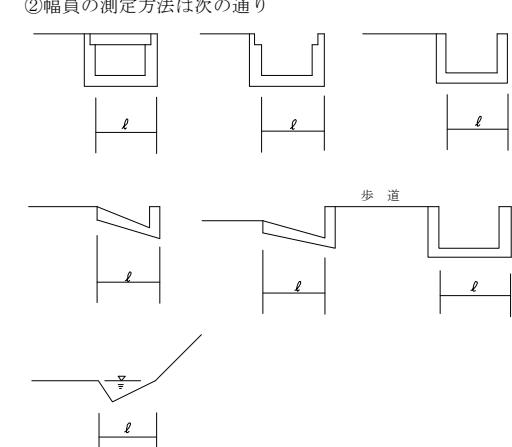 ②幅員の測定方法は次の通り
ℓ ℓ ℓ
歩 道
ℓ ℓ ℓ
ℓ